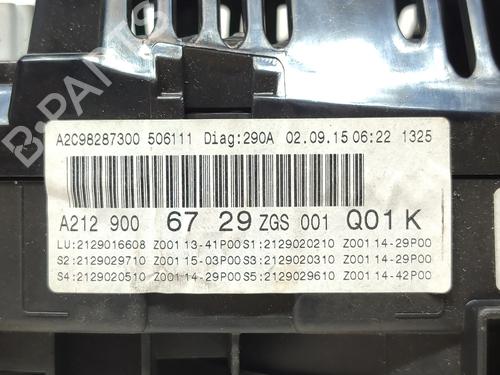 B-PARTS
A2C98287300 506111 Diag:290A 02.09.15 06:22 1325
A212 900 67 29 ZGS 001 Q01 K
LU:2129016608 Z001 13-41P00 S1:2129020210 Z001 14-29P00
S2:2129029710 Z001 15-03P00 S3:2129020310 Z001 14-29P00
S4:2129020510 Z001 14-29P00 S5:2129029610 Z001 14-42P00